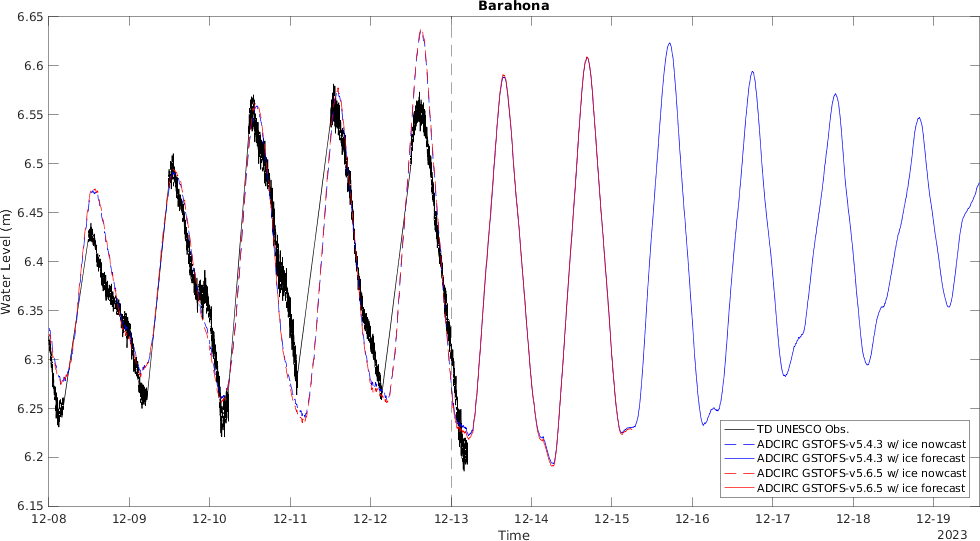 Barahona
6.65
6.6
6.55
6.5
6.45
6.4
6.35
6.3
6.25
6.2
6.15
Water Level (m)
12-08 12-09 12-10 12-11 12-12 12-13 12-14 12-15 12-16 12-17 12-18 12-19
Time
2023
TD UNESCO Obs.
ADCIRC GSTOFS-v5.4.3 w/ ice nowcast
ADCIRC GSTOFS-v5.4.3 w/ ice forecast
ADCIRC GSTOFS-v5.6.5 w/ ice nowcast
ADCIRC GSTOFS-v5.6.5 w/ ice forecast